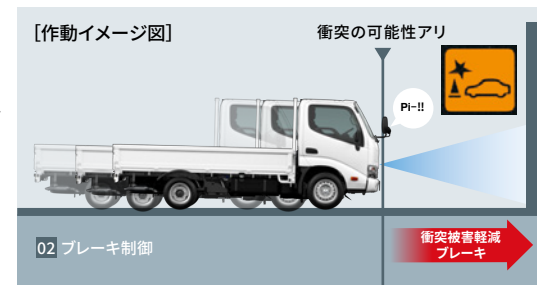 [作動イメージ図]
衝突の可能性アリ
Pi-!!
02 ブレーキ制御
衝突被害軽減
ブレーキ